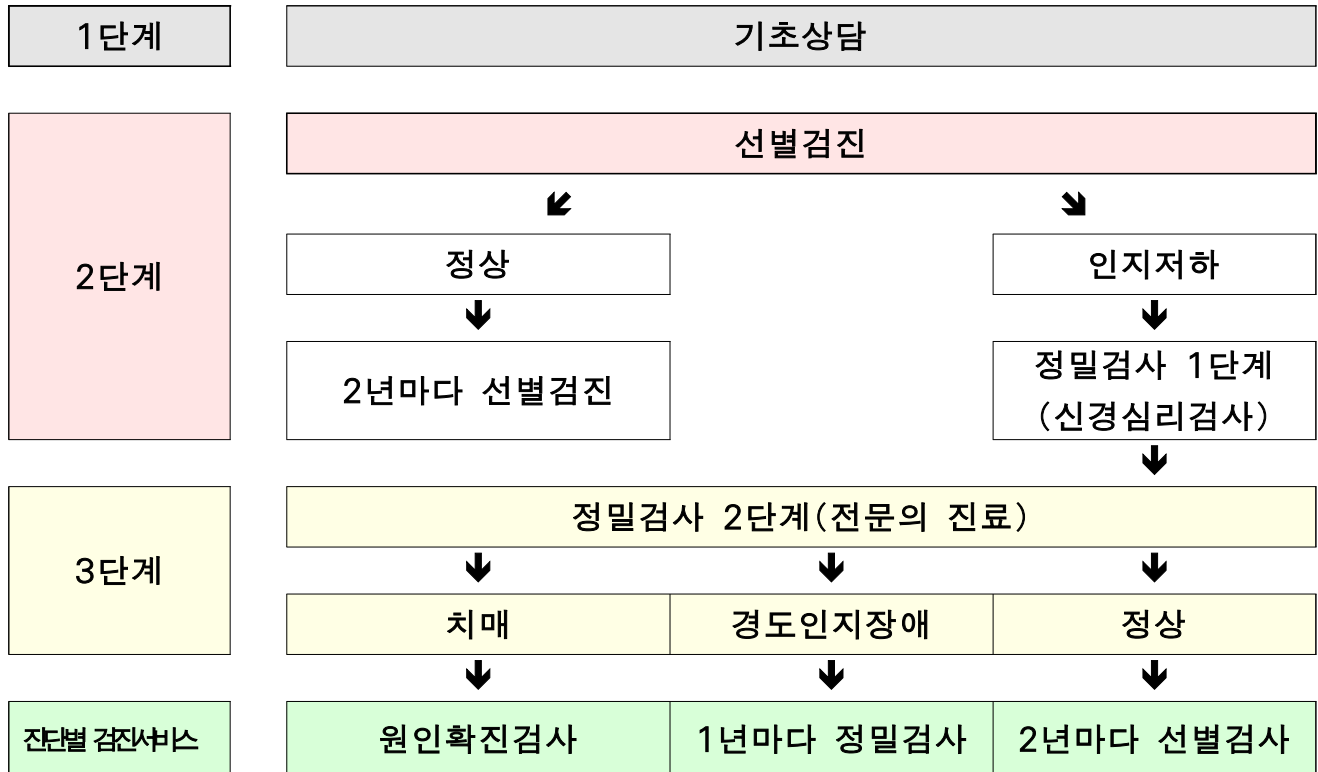 1단계
기초상담
2단계
선별검진
정상
인지저하
2년마다 선별검진
정밀검사 1단계
(신경심리검사)
3단계
정밀검사 2단계(전문의 진료)
치매
경도인지장애
정상
진단별 검진서비스
원인확진검사
1년마다 정밀검사
2년마다 선별검사